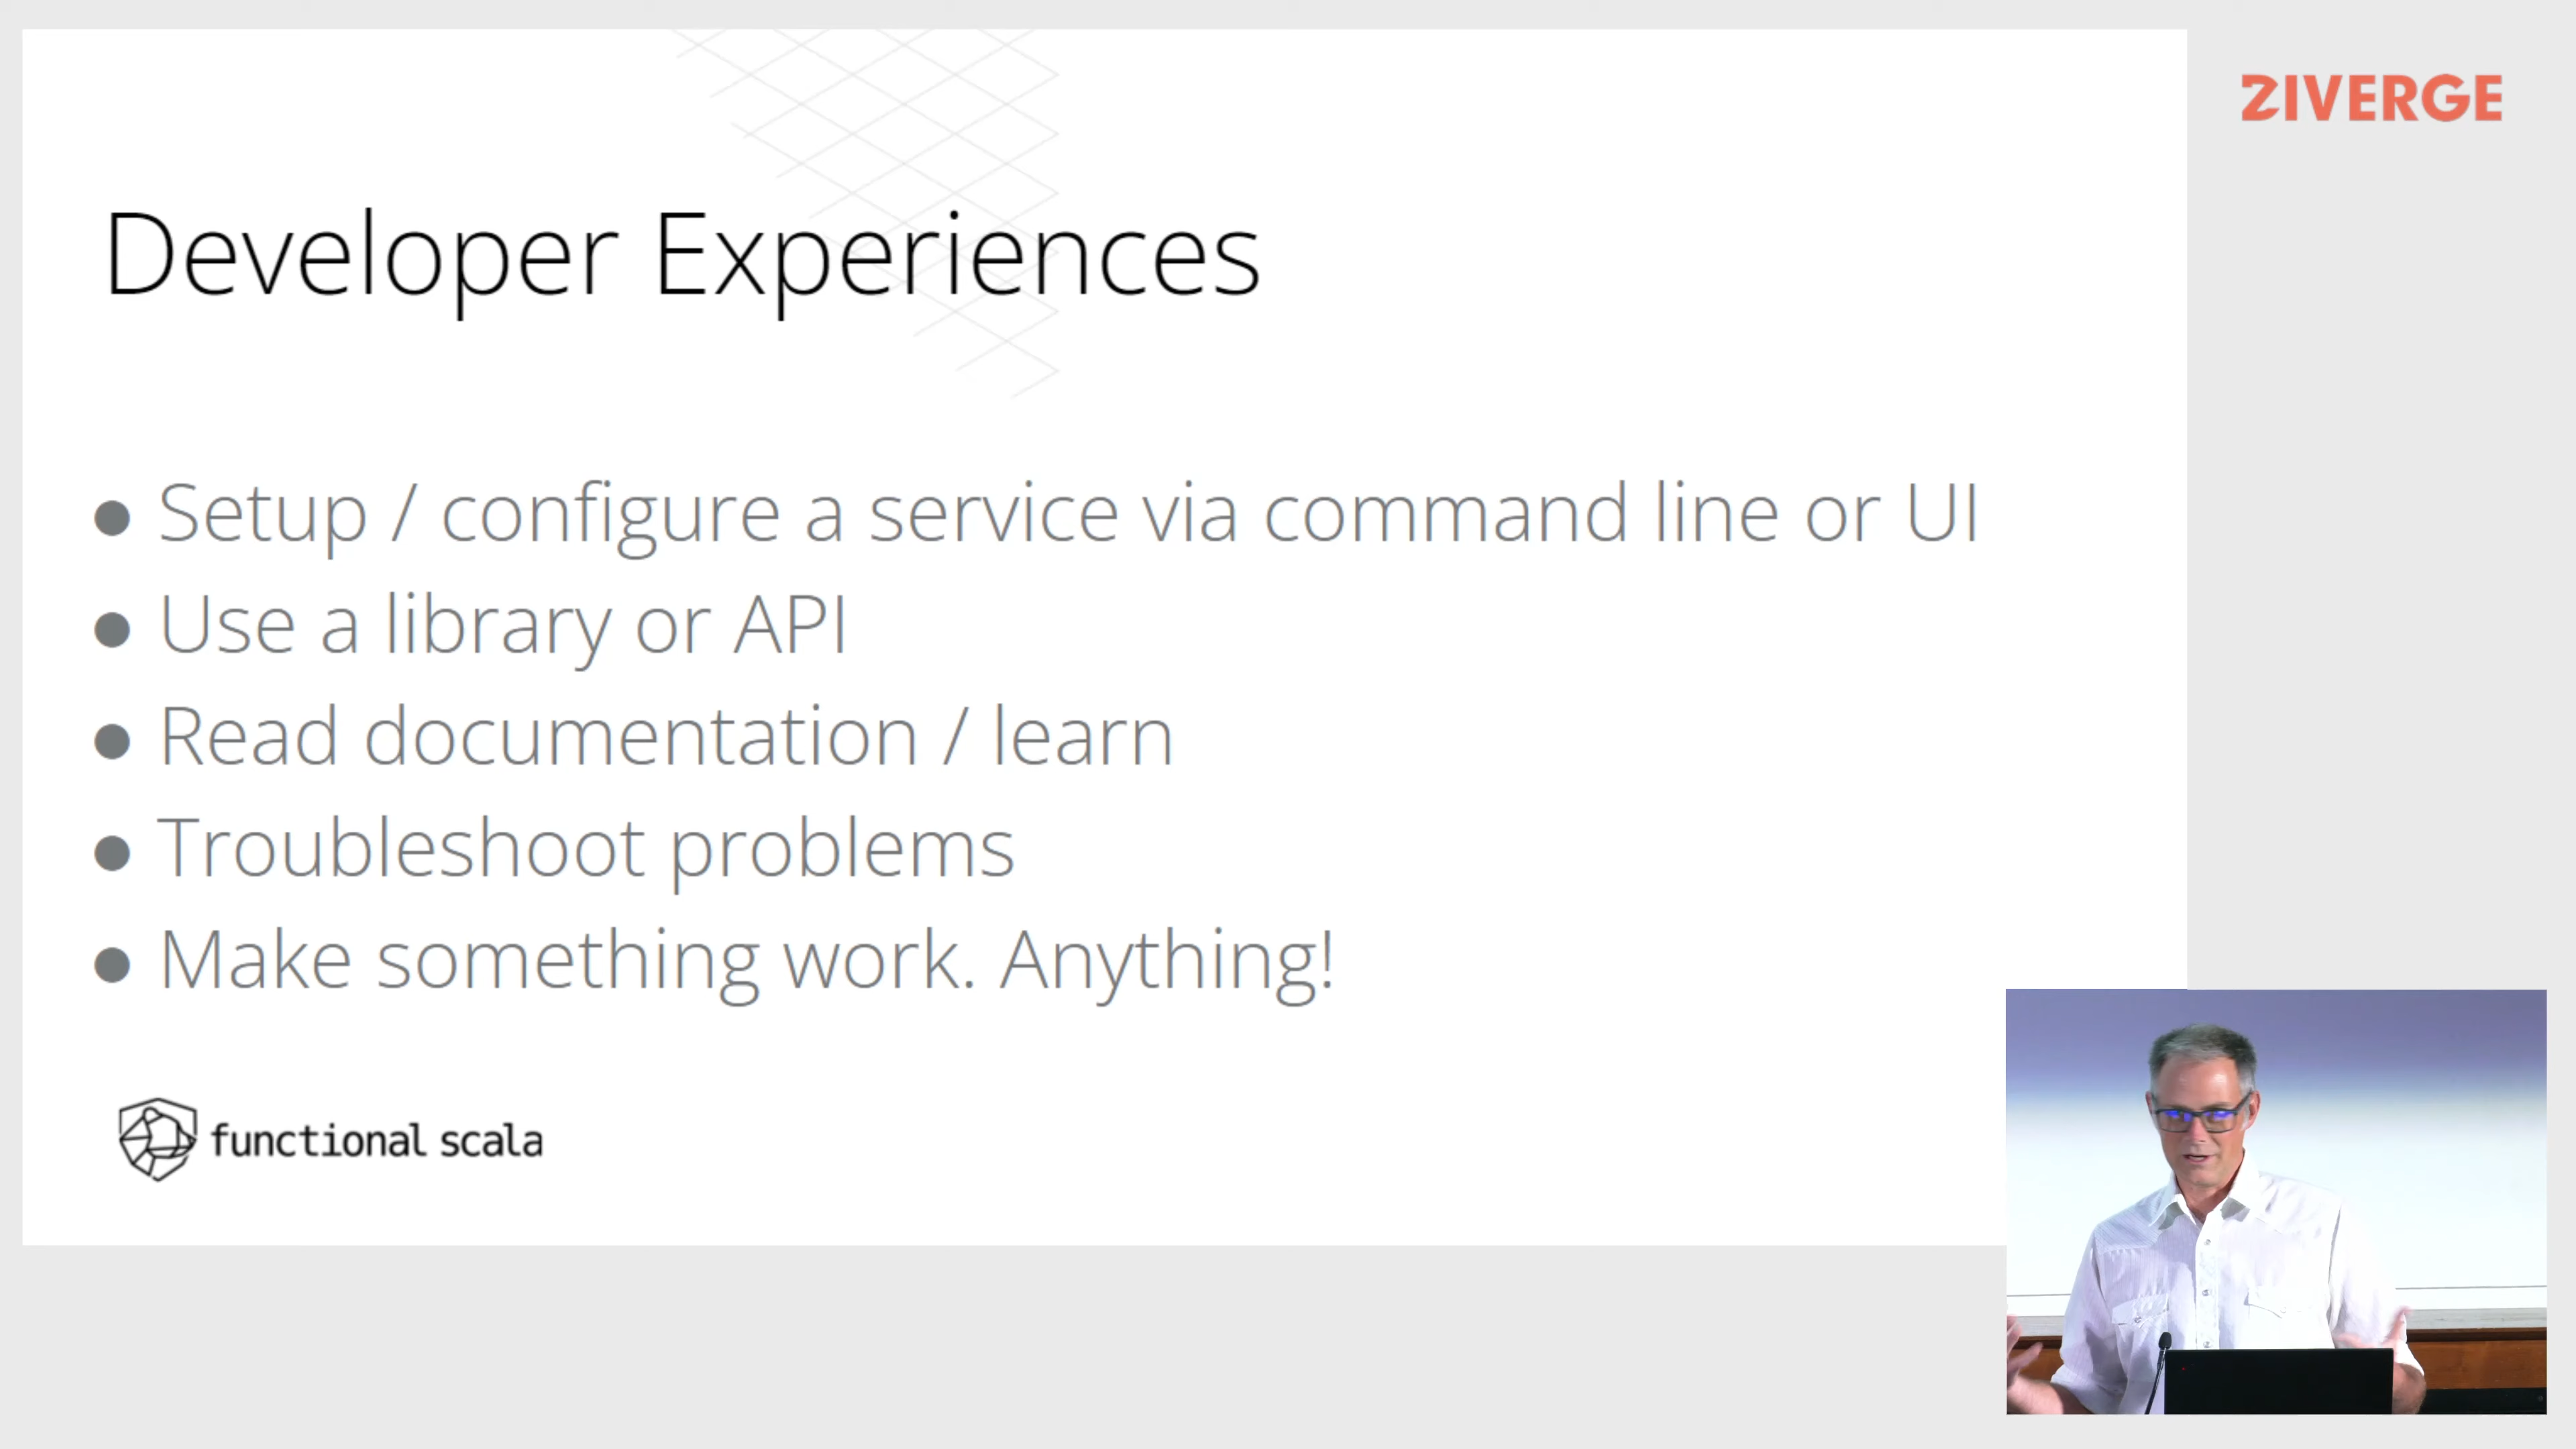 ZIVERGE
Developer Experiences
● Setup / configure a service via command line or UI
● Use a library or API
● Read documentation / learn
● Troubleshoot problems
● Make something work. Anything!
functional scala